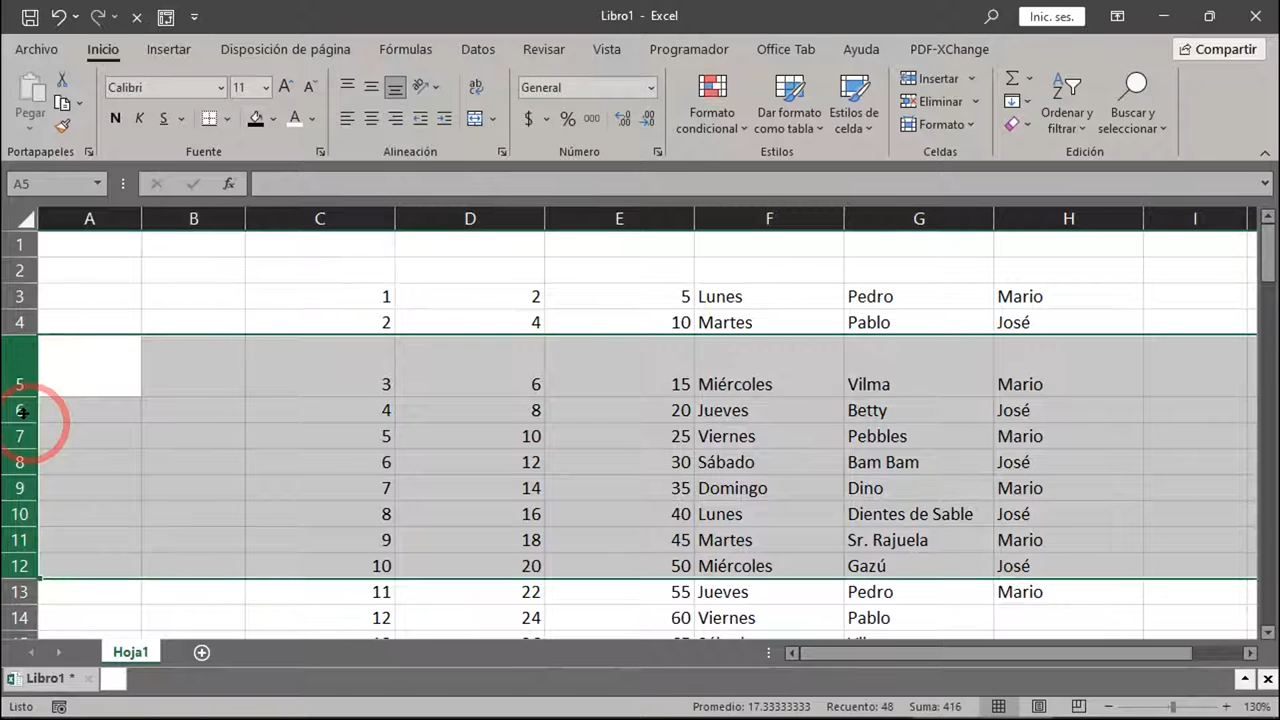 Libro1 - Excel
Inic. ses.
Archivo Inicio Insertar Disposición de página Fórmulas Datos Revisar Vista Programador Office Tab Ayuda PDF-XChange Compartir
Pegar
Calibri 11
N K S
General
$ % 000
Formato condicional
Dar formato como tabla
Estilos de celda
Insertar
Eliminar
Formato
Ordenar y filtrar
Buscar y seleccionar
Portapapeles Fuente Alineación Número Estilos Celdas Edición
A5 fx
A B C D E F G H I
1
2
3 1 2 5 Lunes Pedro Mario
4 2 4 10 Martes Pablo José
5 3 6 15 Miércoles Vilma Mario
6 4 8 20 Jueves Betty José
7 5 10 25 Viernes Pebbles Mario
8 6 12 30 Sábado Bam Bam José
9 7 14 35 Domingo Dino Mario
10 8 16 40 Lunes Dientes de Sable José
11 9 18 45 Martes Sr. Rajuela Mario
12 10 20 50 Miércoles Gazú José
13 11 22 55 Jueves Pedro Mario
14 12 24 60 Viernes Pablo
Hoja1
Libro1 *
Listo Promedio: 17.33333333 Recuento: 48 Suma: 416 130%